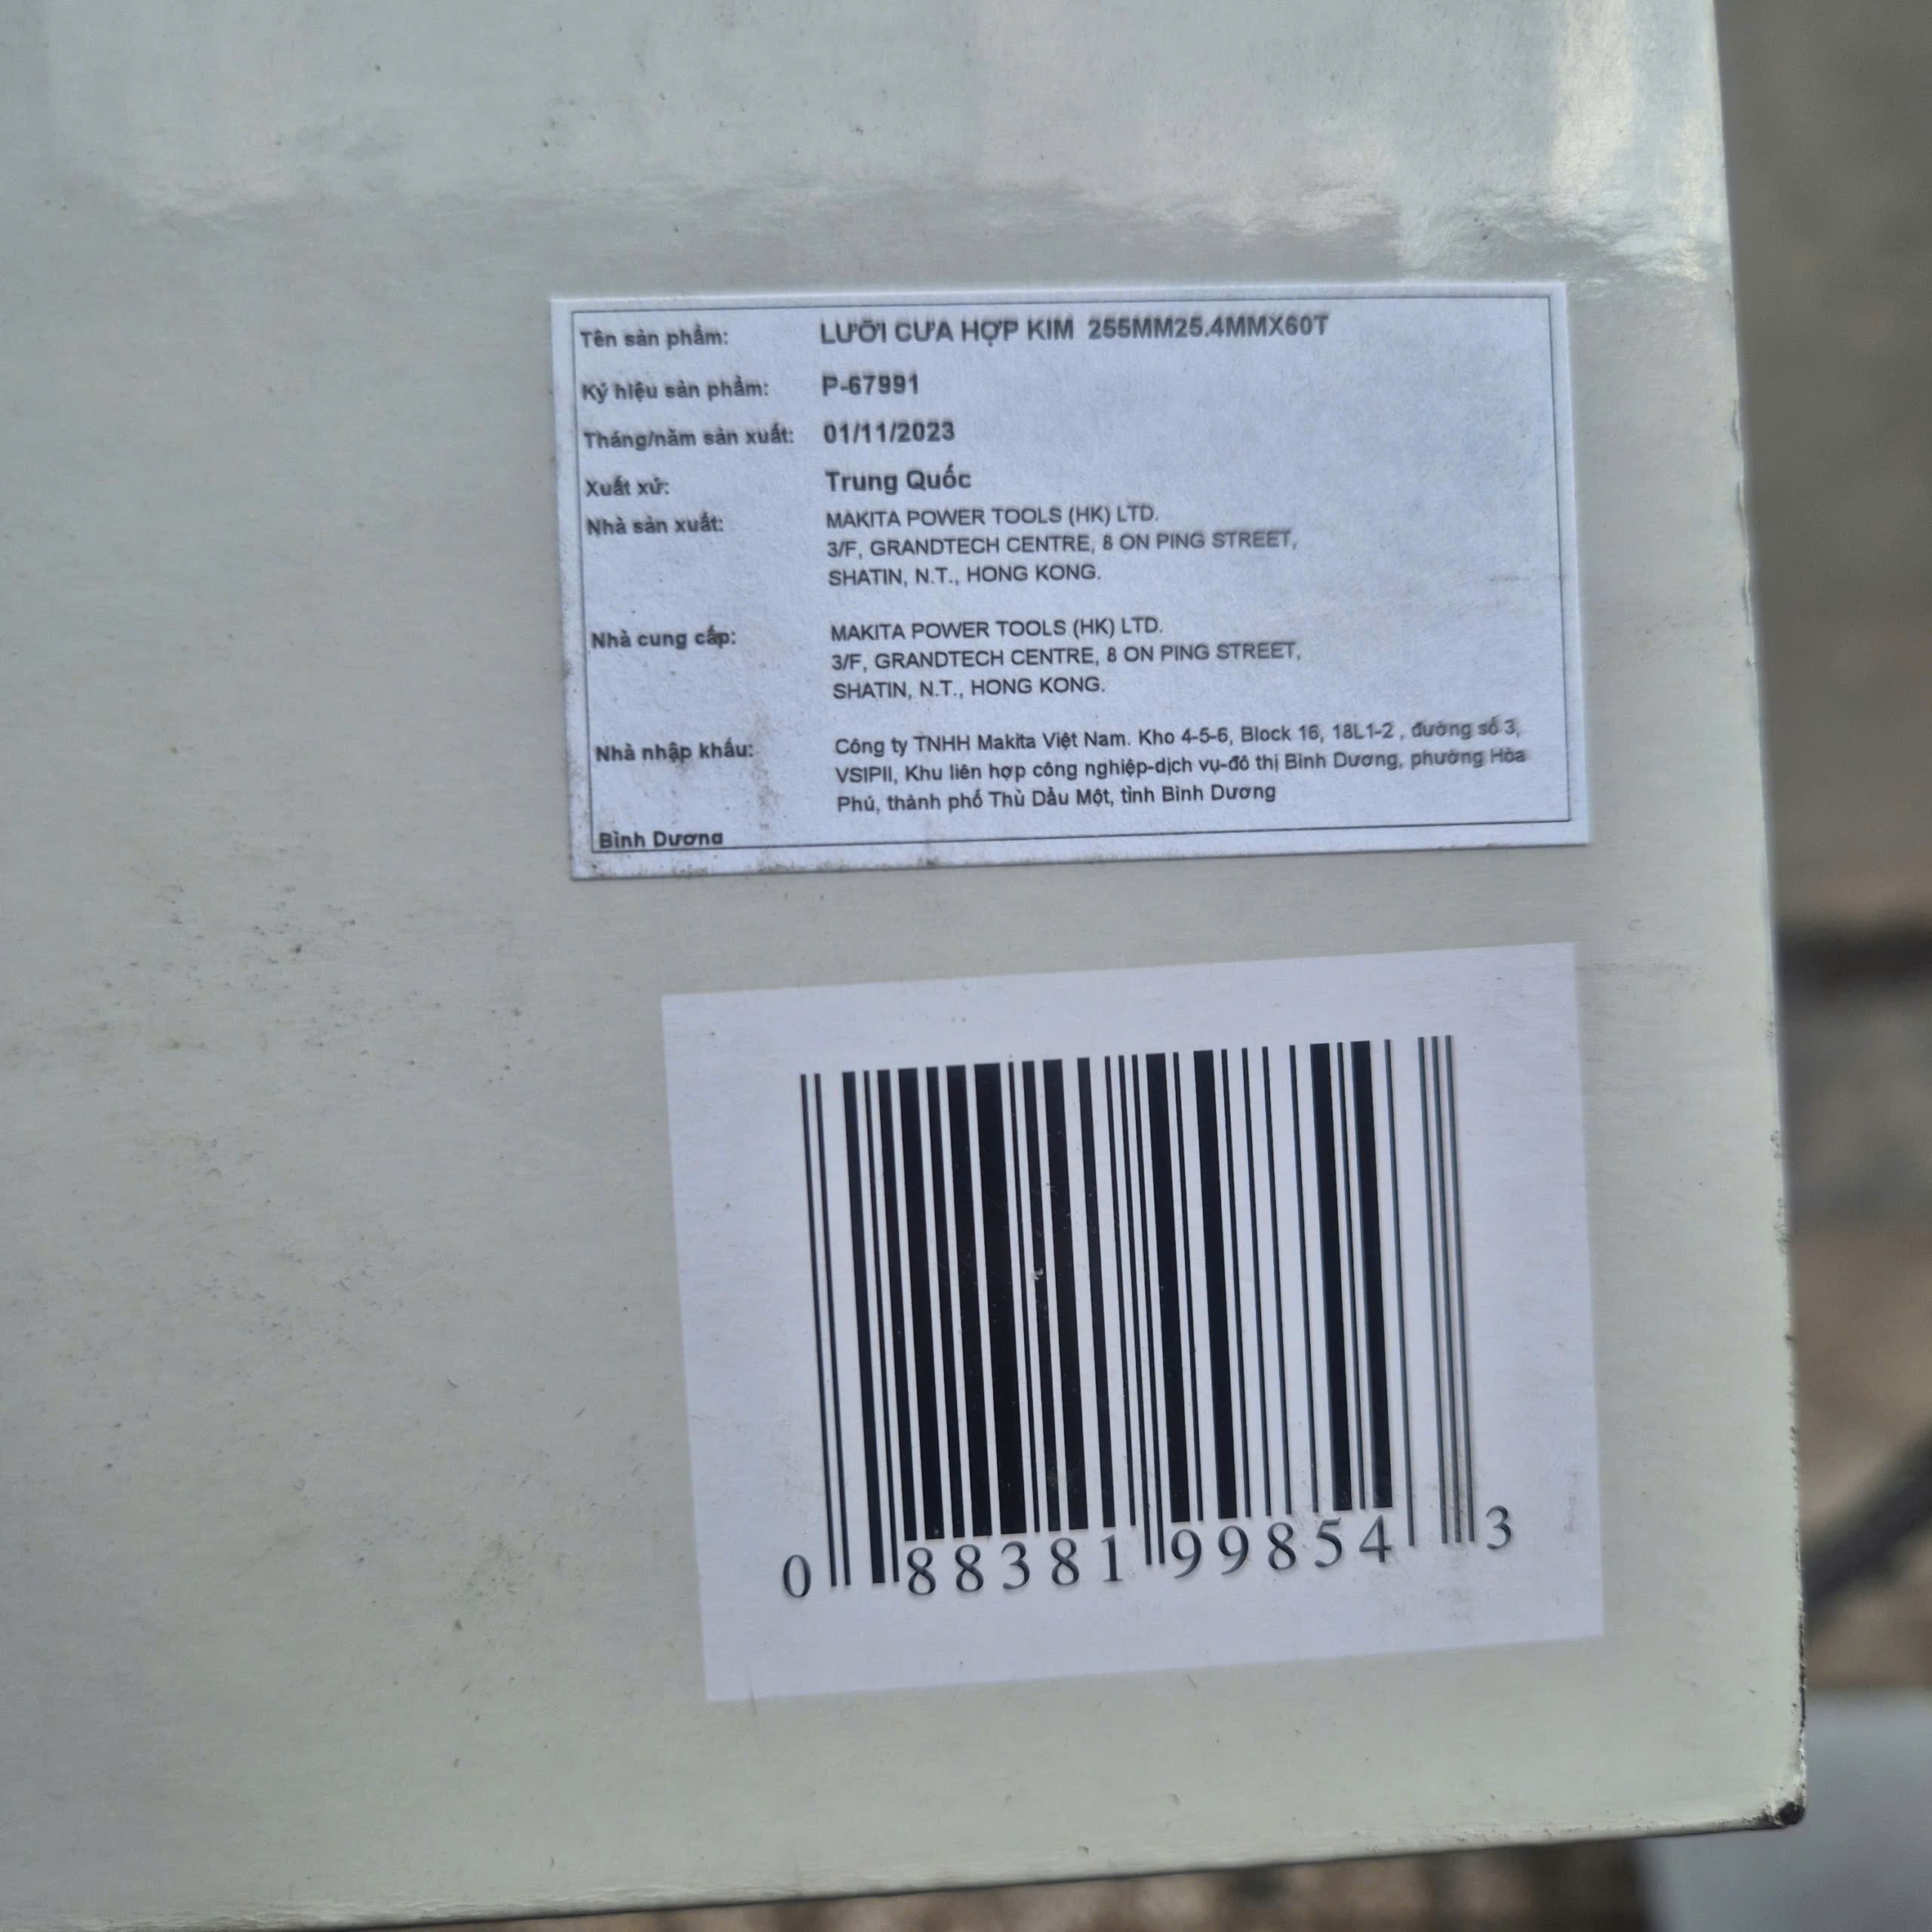 Tên sản phẩm: LƯỠI CƯA HỢP KIM 255MM25.4MMX60T
Ký hiệu sản phẩm: P-67991
Tháng/năm sản xuất: 01/11/2023
Xuất xứ: Trung Quốc
Nhà sản xuất: MAKITA POWER TOOLS (HK) LTD.
3/F, GRANDTECH CENTRE, 8 ON PING STREET,
SHATIN, N.T., HONG KONG.
Nhà cung cấp: MAKITA POWER TOOLS (HK) LTD.
3/F, GRANDTECH CENTRE, 8 ON PING STREET,
SHATIN, N.T., HONG KONG.
Nhà nhập khẩu: Công ty TNHH Makita Việt Nam. Kho 4-5-6, Block 16, 18L1-2 , đường số 3,
VSIPII, Khu liên hợp công nghiệp-dịch vụ-đô thị Bình Dương, phường Hòa
Phú, thành phố Thủ Dầu Một, tỉnh Bình Dương
Bình Dương
0 88381 99854 3